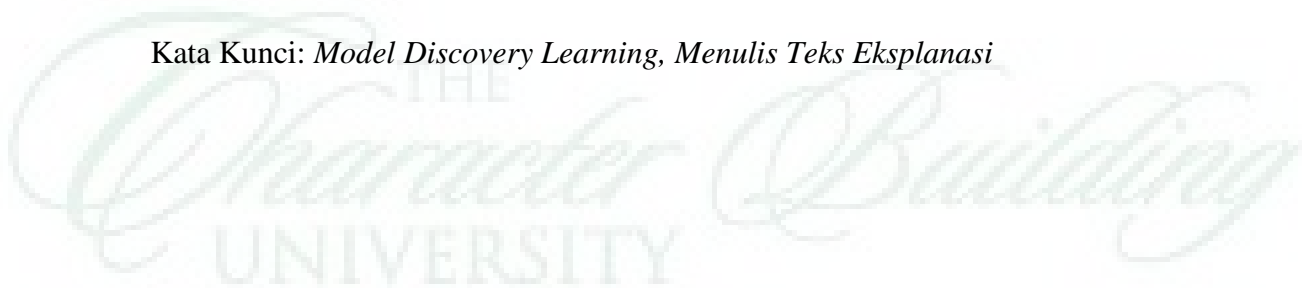 Kata Kunci: Model Discovery Learning, Menulis Teks Eksplanasi
THE
Character Building
UNIVERSITY